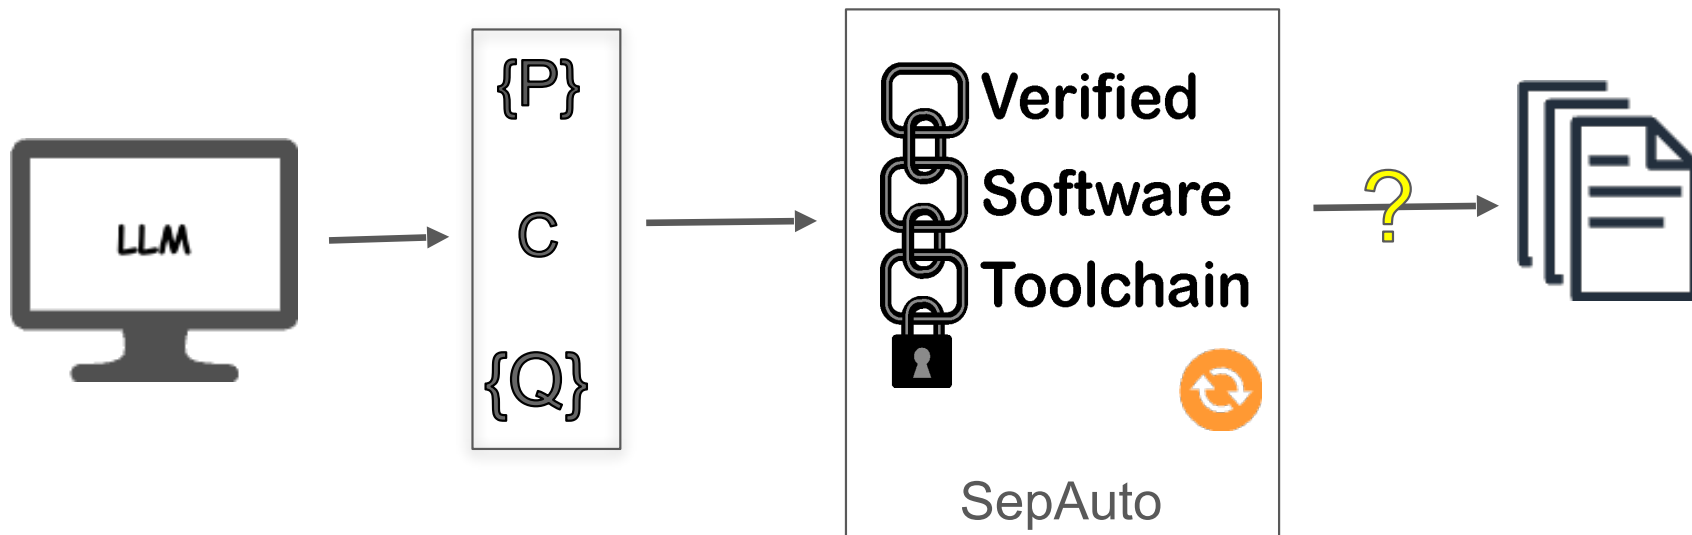 LLM
{P}
C
{Q}
Verified
Software
Toolchain
SepAuto
?